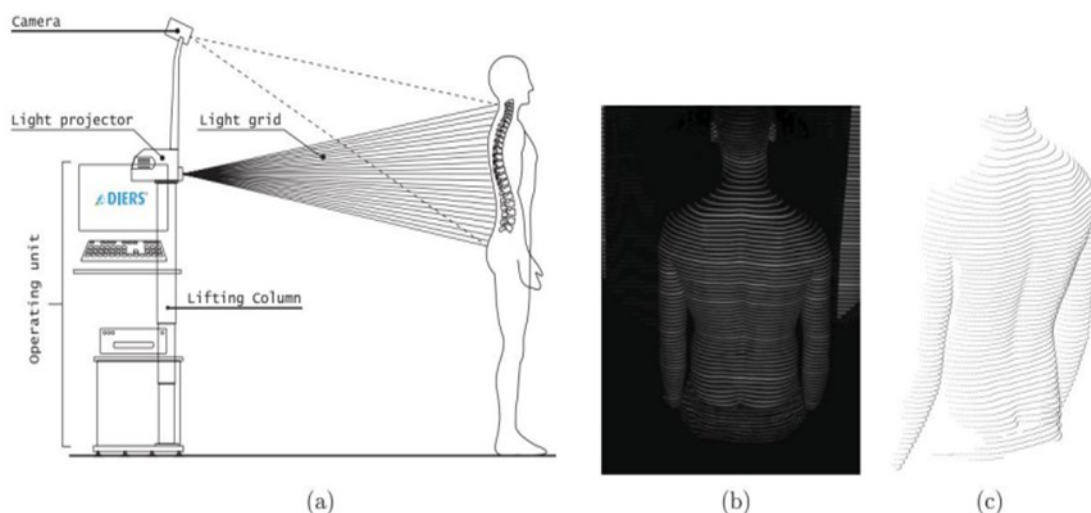 Camera
Light projector
Light grid
DIERS
Operating unit
Lifting Column
(a)
(b)
(c)